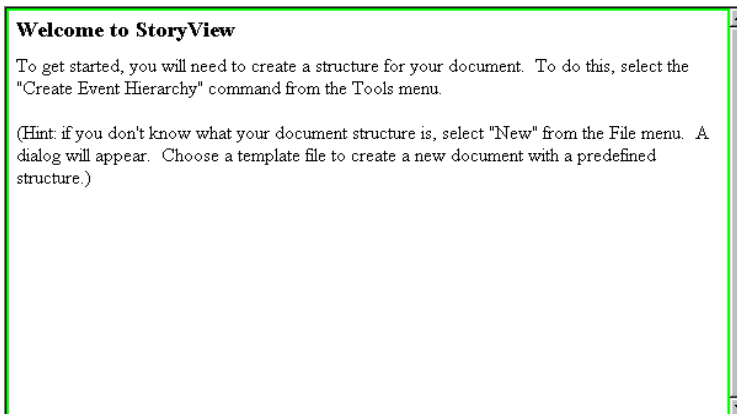 Welcome to StoryView
To get started, you will need to create a structure for your document.  To do this, select the
"Create Event Hierarchy" command from the Tools menu.
(Hint: if you don't know what your document structure is, select "New" from the File menu.  A
dialog will appear.  Choose a template file to create a new document with a predefined
structure.)